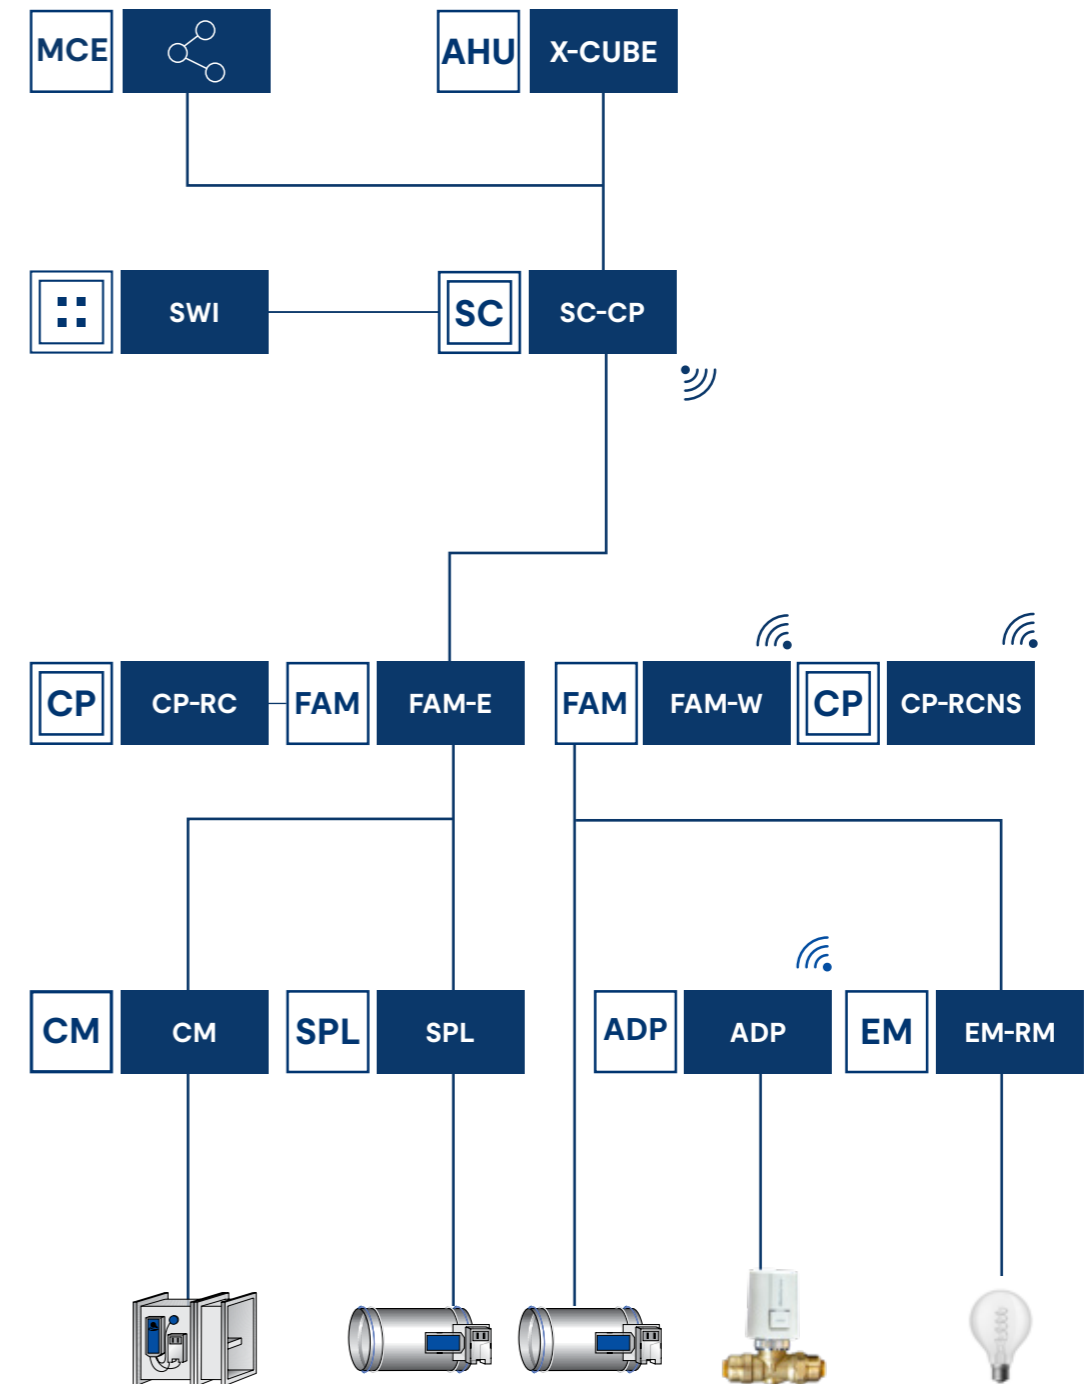 MCE
AHU X-CUBE
SWI SC SC-CP
CP CP-RC FAM FAM-E FAM FAM-W CP CP-RCNS
CM CM SPL SPL ADP ADP EM EM-RM